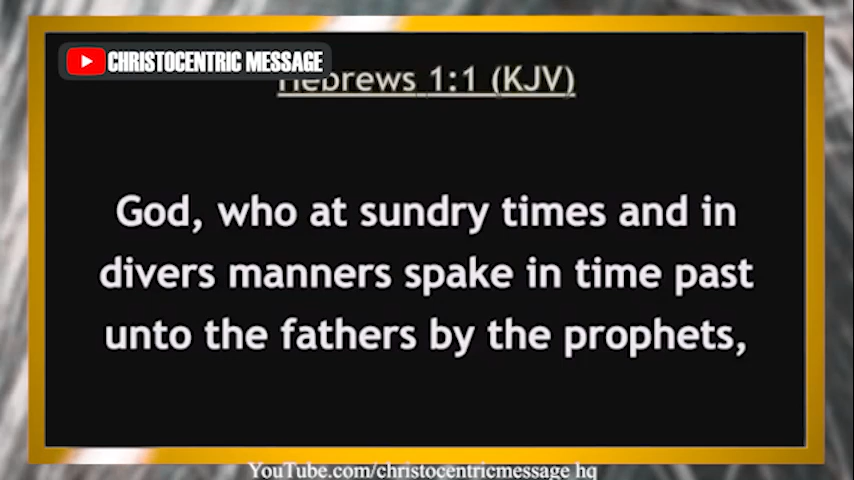 CHRISTOCENTRIC MESSAGE
Hebrews 1:1 (KJV)
God, who at sundry times and in
divers manners spake in time past
unto the fathers by the prophets,
YouTube.com/christocentricmessage hq